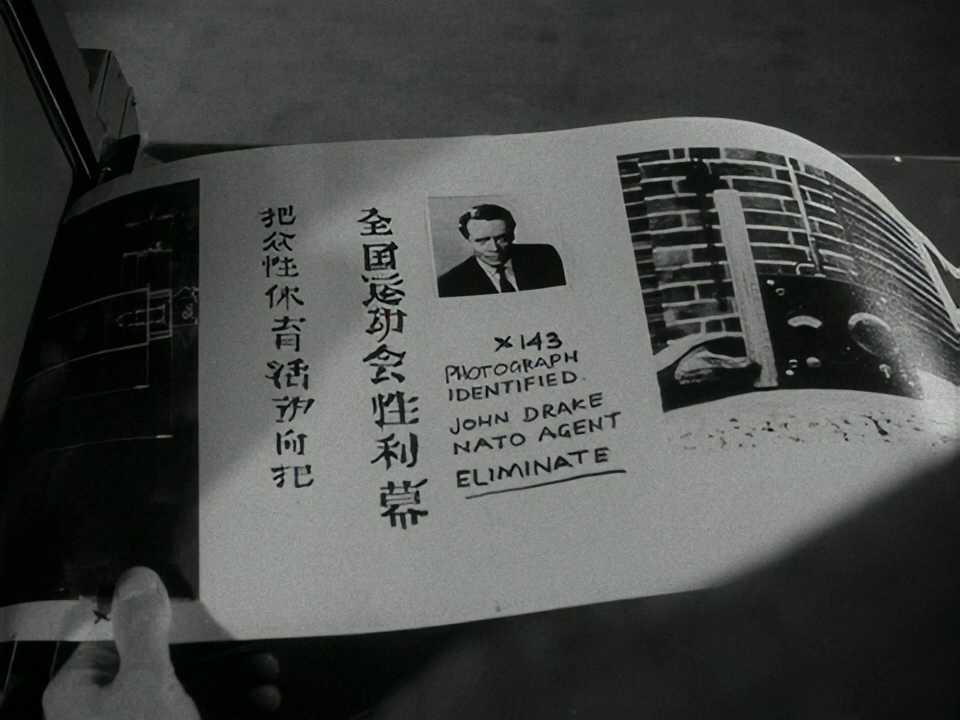 全国运动会性利幕
把众性休育活动向把
X143
PHOTOGRAPH
IDENTIFIED.
JOHN DRAKE
NATO AGENT
ELIMINATE